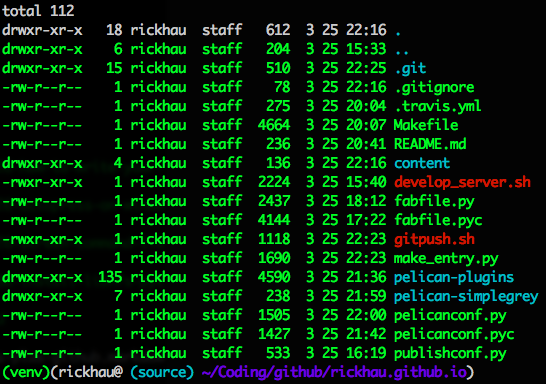 total 112
drwxr-xr-x 18 rickhau staff 612 3 25 22:16 .
drwxr-xr-x 6 rickhau staff 204 3 25 15:33 ..
drwxr-xr-x 15 rickhau staff 510 3 25 22:25 .git
-rw-r--r-- 1 rickhau staff 78 3 25 22:16 .gitignore
-rw-r--r-- 1 rickhau staff 275 3 25 20:04 .travis.yml
-rw-r--r-- 1 rickhau staff 4664 3 25 20:07 Makefile
-rw-r--r-- 1 rickhau staff 236 3 25 20:41 README.md
drwxr-xr-x 4 rickhau staff 136 3 25 22:16 content
-rwxr-xr-x 1 rickhau staff 2224 3 25 15:40 develop_server.sh
-rw-r--r-- 1 rickhau staff 2437 3 25 18:12 fabfile.py
-rw-r--r-- 1 rickhau staff 4144 3 25 17:22 fabfile.pyc
-rwxr-xr-x 1 rickhau staff 1118 3 25 22:23 gitpush.sh
-rw-r--r-- 1 rickhau staff 1690 3 25 22:23 make_entry.py
drwxr-xr-x 135 rickhau staff 4590 3 25 21:36 pelican-plugins
drwxr-xr-x 7 rickhau staff 238 3 25 21:59 pelican-simplegrey
-rw-r--r-- 1 rickhau staff 1505 3 25 22:00 pelicanconf.py
-rw-r--r-- 1 rickhau staff 1427 3 25 21:42 pelicanconf.pyc
-rw-r--r-- 1 rickhau staff 533 3 25 16:19 publishconf.py
(venv)(rickhau@ (source) ~/Coding/github/rickhau.github.io)